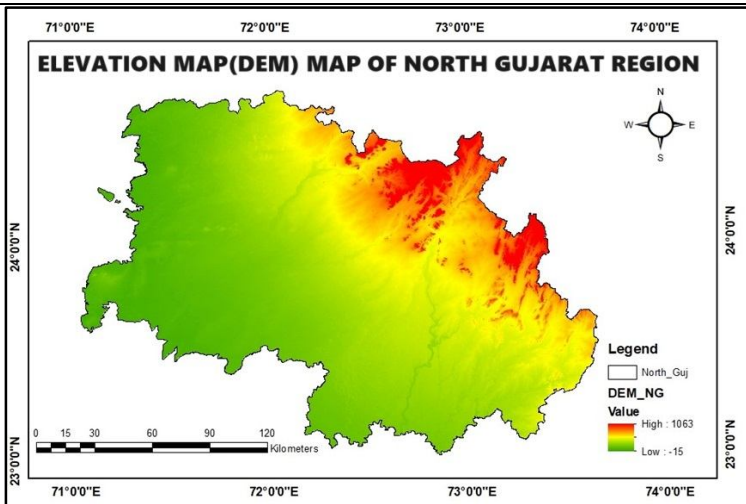 71°0'0"E 72°0'0"E 73°0'0"E 74°0'0"E
ELEVATION MAP(DEM) MAP OF NORTH GUJARAT REGION
N
W E
S
24°0'0"N
24°0'0"N
Legend
North_Guj
DEM_NG
Value
High : 1063
Low : -15
0 15 30 60 90 120
Kilometers
23°0'0"N
23°0'0"N
71°0'0"E 72°0'0"E 73°0'0"E 74°0'0"E